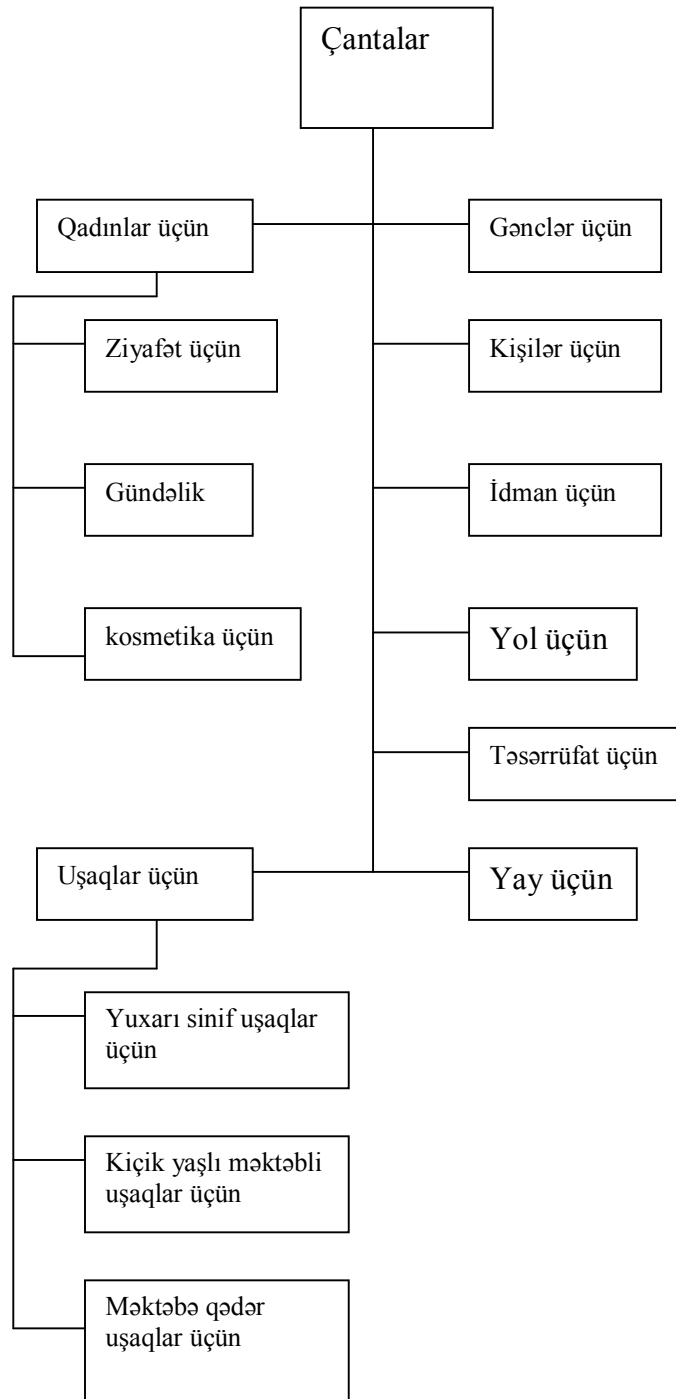 Çantalar
Qadınlar üçün
Gənclər üçün
Ziyafət üçün
Kişilər üçün
Gündəlik
İdman üçün
kosmetika üçün
Yol üçün
Təsərrüfat üçün
Uşaqlar üçün
Yay üçün
Yuxarı sinif uşaqlar
üçün
Kiçik yaşlı məktəbli
uşaqlar üçün
Məktəbə qədər
uşaqlar üçün